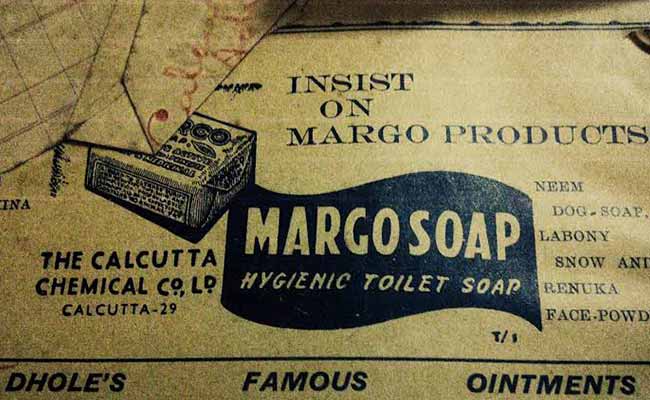 INSIST
ON
MARGO PRODUCTS
INA
NEEM
DOG-SOAP,
LABONY
SNOW AND
RENUKA
FACE-POWD
MARGO SOAP
HYGIENIC TOILET SOAP
THE CALCUTTA
CHEMICAL CO., LD
CALCUTTA-29
T/1
DHOLE'S FAMOUS OINTMENTS